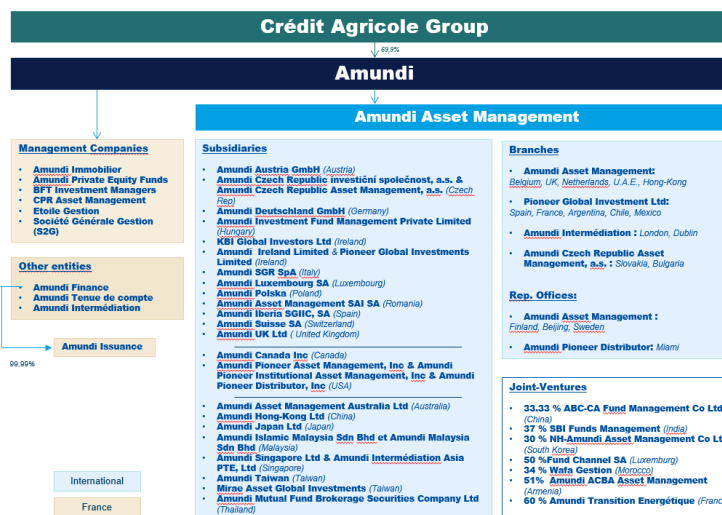 Crédit Agricole Group
69,9%
Amundi
Amundi Asset Management
Management Companies
• Amundi Immobilier
• Amundi Private Equity Funds
• BFT Investment Managers
• CPR Asset Management
• Etoile Gestion
• Société Générale Gestion
(S2G)
Other entities
• Amundi Finance
• Amundi Tenue de compte
• Amundi Intermédiation
Amundi Issuance
99.99%
International
France
Subsidiaries
• Amundi Austria GmbH (Austria)
• Amundi Czech Republic investiční společnost, a.s. &
Amundi Czech Republic Asset Management, a.s. (Czech
Rep)
• Amundi Deutschland GmbH (Germany)
• Amundi Investment Fund Management Private Limited
(Hungary)
• KBI Global Investors Ltd (Ireland)
• Amundi Ireland Limited & Pioneer Global Investments
Limited (Ireland)
• Amundi SGR SpA (Italy)
• Amundi Luxembourg SA (Luxembourg)
• Amundi Polska (Poland)
• Amundi Asset Management SAI SA (Romania)
• Amundi Iberia SGIIC, SA (Spain)
• Amundi Suisse SA (Switzerland)
• Amundi UK Ltd ( United Kingdom)
• Amundi Canada Inc (Canada)
• Amundi Pioneer Asset Management, Inc & Amundi
Pioneer Institutional Asset Management, Inc & Amundi
Pioneer Distributor, Inc (USA)
• Amundi Asset Management Australia Ltd (Australia)
• Amundi Hong-Kong Ltd (China)
• Amundi Japan Ltd (Japan)
• Amundi Islamic Malaysia Sdn Bhd et Amundi Malaysia
Sdn Bhd (Malaysia)
• Amundi Singapore Ltd & Amundi Intermédiation Asia
PTE, Ltd (Singapore)
• Amundi Taiwan (Taiwan)
• Mirae Asset Global Investments (Taiwan)
• Amundi Mutual Fund Brokerage Securities Company Ltd
(Thailand)
Branches
• Amundi Asset Management:
Belgium, UK, Netherlands, U.A.E., Hong-Kong
• Pioneer Global Investment Ltd:
Spain, France, Argentina, Chile, Mexico
• Amundi Intermédiation : London, Dublin
• Amundi Czech Republic Asset
Management, a.s. : Slovakia, Bulgaria
Rep. Offices:
• Amundi Asset Management :
Finland, Beijing, Sweden
• Amundi Pioneer Distributor: Miami
Joint-Ventures
• 33.33 % ABC-CA Fund Management Co Ltd
(China)
• 37 % SBI Funds Management (India)
• 30 % NH-Amundi Asset Management Co Lt
(South Korea)
• 50 %Fund Channel SA (Luxemburg)
• 34 % Wafa Gestion (Morocco)
• 51% Amundi ACBA Asset Management
(Armenia)
• 60 % Amundi Transition Energétique (Franc